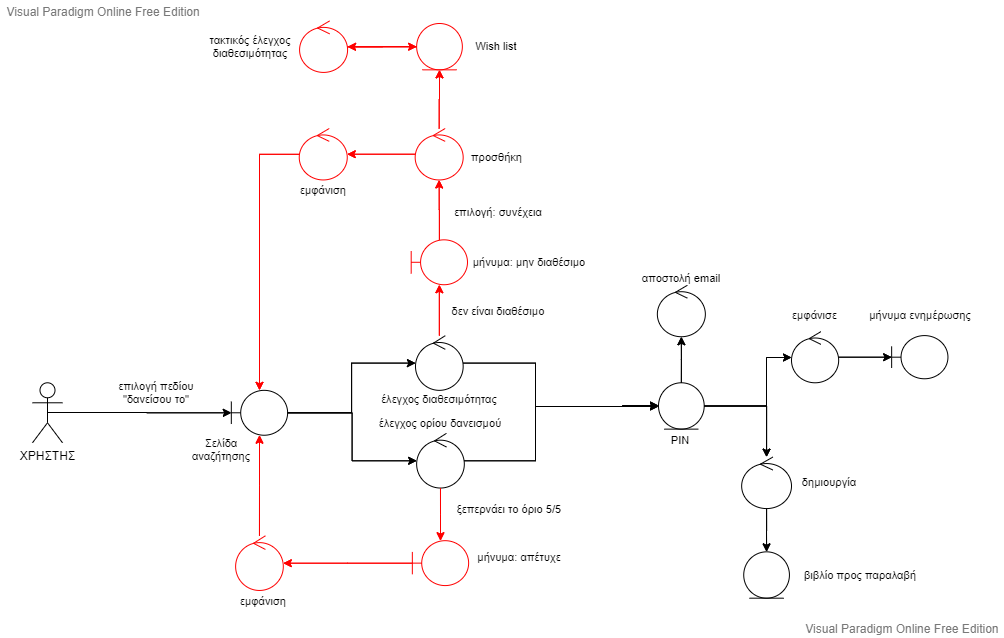 Visual Paradigm Online Free Edition
τακτικός έλεγχος
διαθεσιμότητας
Wish list
προσθήκη
εμφάνιση
επιλογή: συνέχεια
μήνυμα: μην διαθέσιμο
αποστολή email
δεν είναι διαθέσιμο
εμφάνισε
μήνυμα ενημέρωσης
επιλογή πεδίου
"δανείσου το"
έλεγχος διαθεσιμότητας
έλεγχος ορίου δανεισμού
Σελίδα
αναζήτησης
ΧΡΗΣΤΗΣ
PIN
δημιουργία
ξεπερνάει το όριο 5/5
μήνυμα: απέτυχε
βιβλίο προς παραλαβή
εμφάνιση
Visual Paradigm Online Free Edition